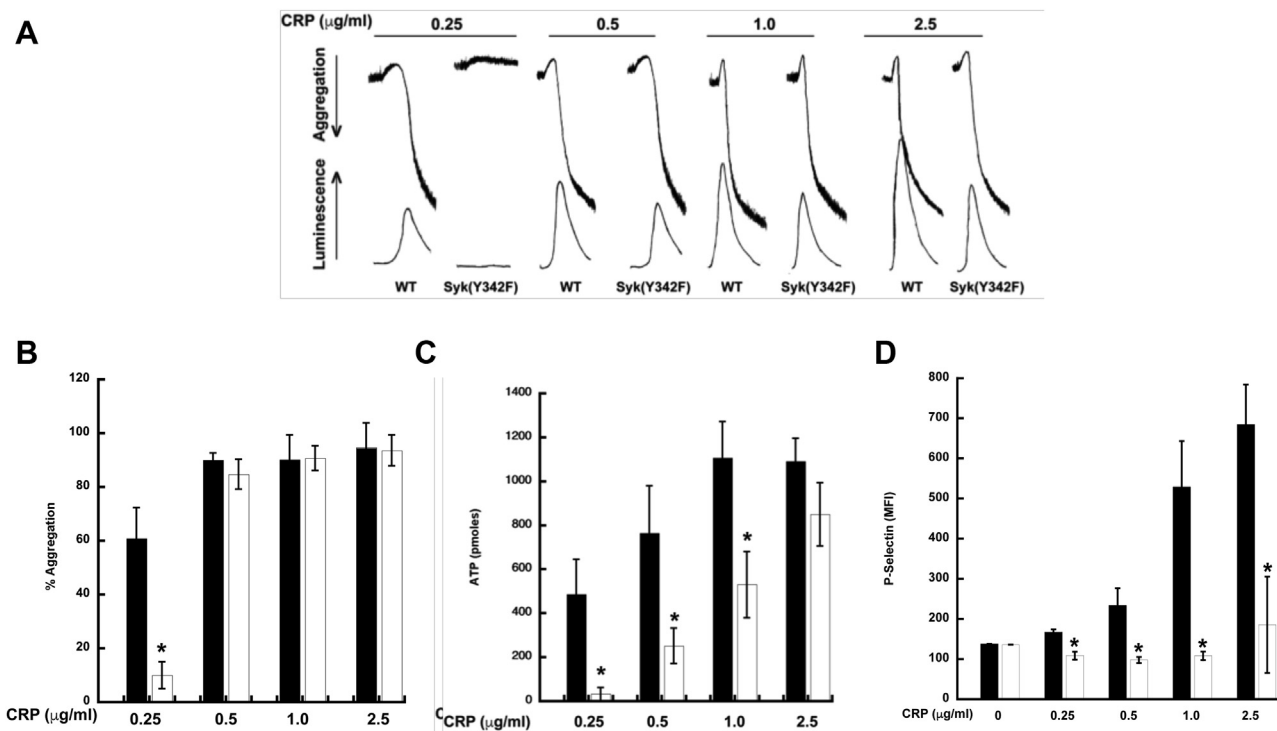 A
CRP (μg/ml)
0.25 0.5 1.0 2.5
Aggregation
Luminescence
WT Syk(Y342F) WT Syk(Y342F) WT Syk(Y342F) WT Syk(Y342F)
B
% Aggregation
120
100
80
60
40
20
0
*
CRP (μg/ml) 0.25 0.5 1.0 2.5
C
ATP (pmoles)
1400
1200
1000
800
600
400
200
0
* * *
CRP (μg/ml) 0.25 0.5 1.0 2.5
D
P-Selectin (MFI)
800
700
600
500
400
300
200
100
0
* * * *
CRP (μg/ml) 0 0.25 0.5 1.0 2.5